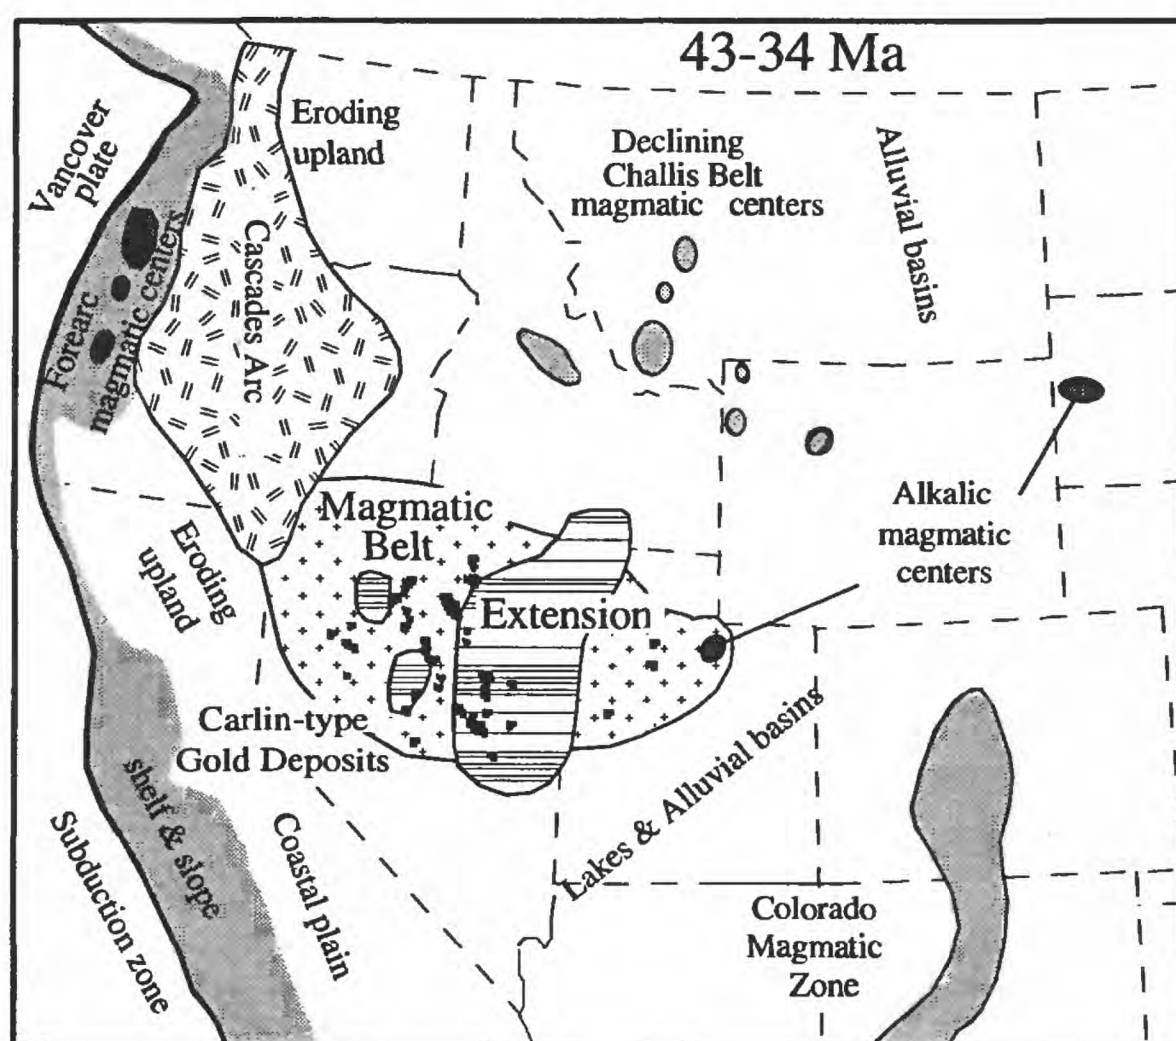 43-34 Ma
Eroding
upland
Declining
Challis Belt
magmatic centers
Alluvial basins
Vancover
plate
Forearc
magmatic centers
Cascades Arc
Alkalic
magmatic
centers
Magmatic
Belt
Extension
Eroding
upland
Carlin-type
Gold Deposits
Lakes & Alluvial basins
shelf & slope
Subduction zone
Coastal plain
Colorado
Magmatic
Zone